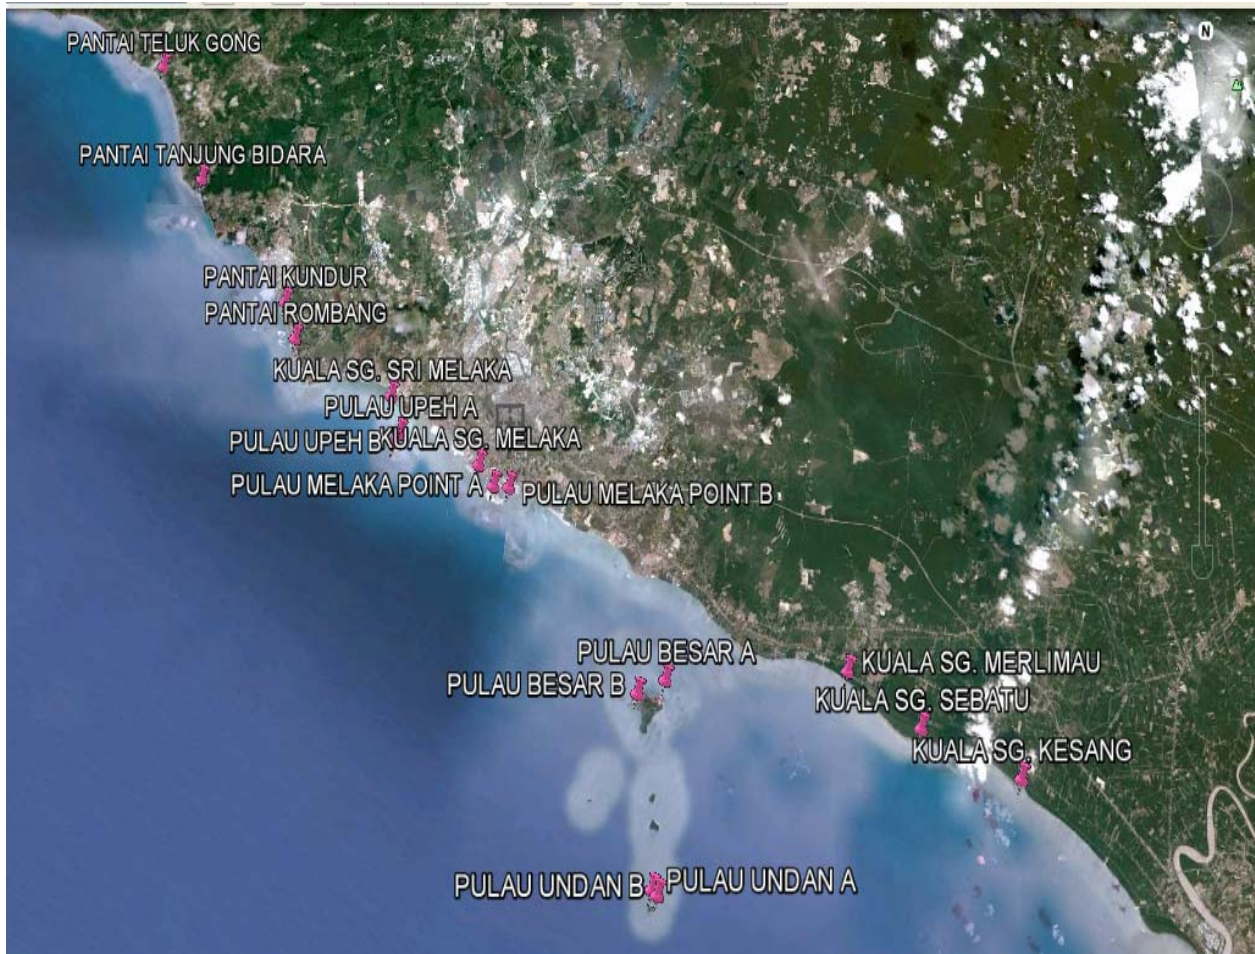 N
PANTAI TELUK GONG
PANTAI TANJUNG BIDARA
PANTAI KUNDUR
PANTAI ROMBANG
KUALA SG. SRI MELAKA
PULAU UPEH A
PULAU UPEH B
KUALA SG. MELAKA
PULAU MELAKA POINT A
PULAU MELAKA POINT B
PULAU BESAR A
PULAU BESAR B
KUALA SG. MERLIMAU
KUALA SG. SEBATU
KUALA SG. KESANG
PULAU UNDAN B
PULAU UNDAN A